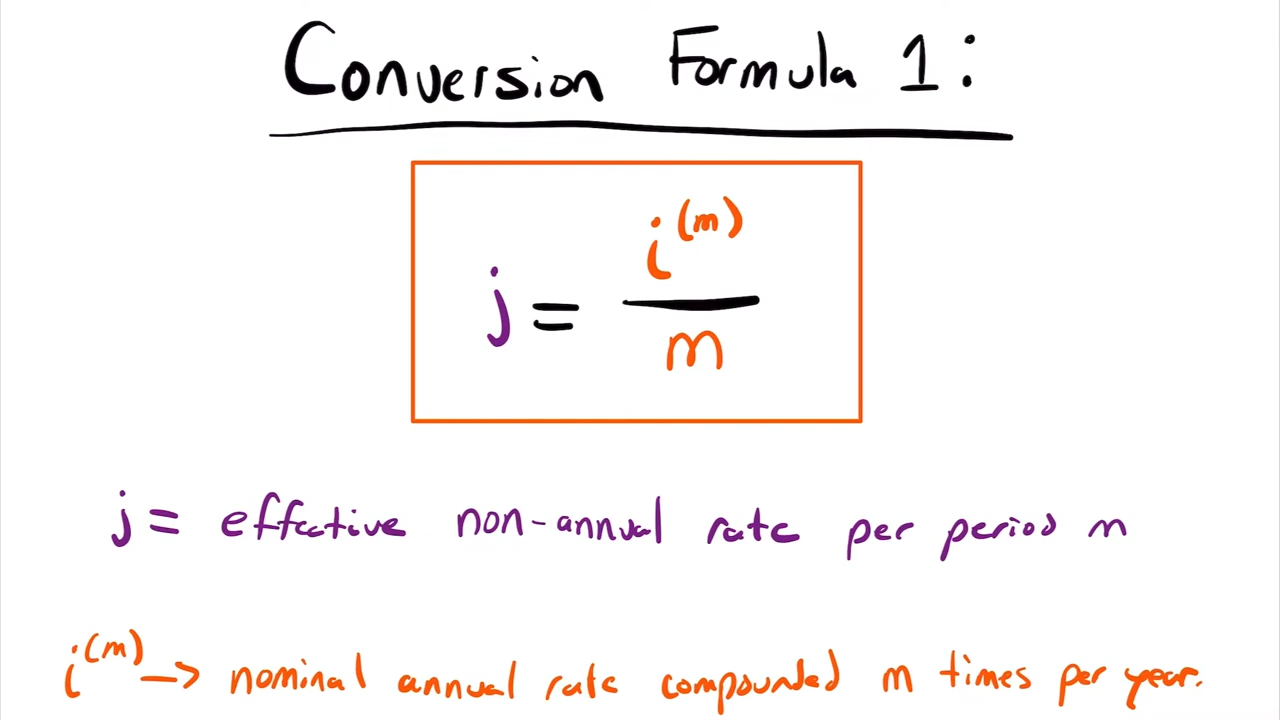 Conversion Formula 1:
j = i^(m) / m
j = effective non-annual rate per period m
i^(m) → nominal annual rate compounded m times per year.